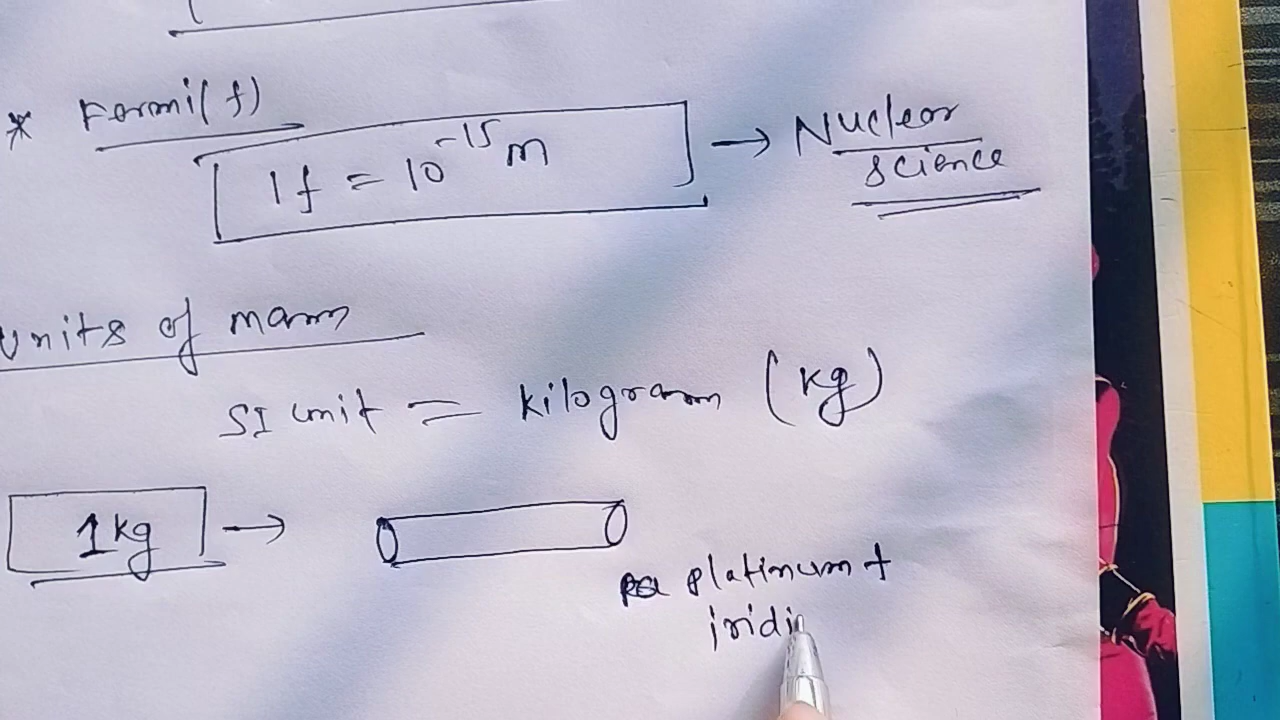 * Fermi(f)
1f = 10⁻¹⁵ m → Nuclear science
Units of mass
SI unit = kilogram (kg)
1kg →
platinum +
iridi